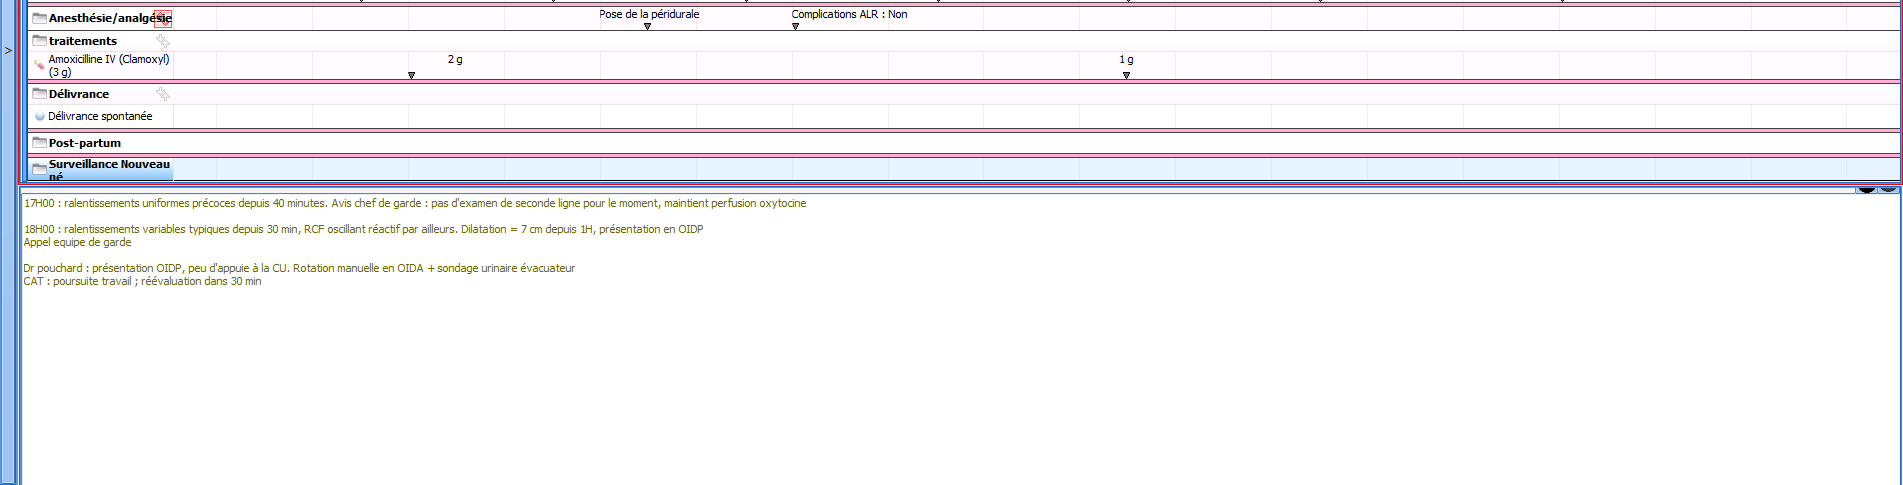 Anesthésie/analgésie
Pose de la péridurale
Complications ALR : Non
traitements
Amoxicilline IV (Clamoxyl)
(3 g)
2 g
1 g
Délivrance
Délivrance spontanée
Post-partum
Surveillance Nouveau
né
>
17H00 : ralentissements uniformes précoces depuis 40 minutes. Avis chef de garde : pas d'examen de seconde ligne pour le moment, maintient perfusion oxytocine
18H00 : ralentissements variables typiques depuis 30 min, RCF oscillant réactif par ailleurs. Dilatation = 7 cm depuis 1H, présentation en OIDP
Appel equipe de garde
Dr pouchard : présentation OIDP, peu d'appuie à la CU. Rotation manuelle en OIDA + sondage urinaire évacuateur
CAT : poursuite travail ; réévaluation dans 30 min